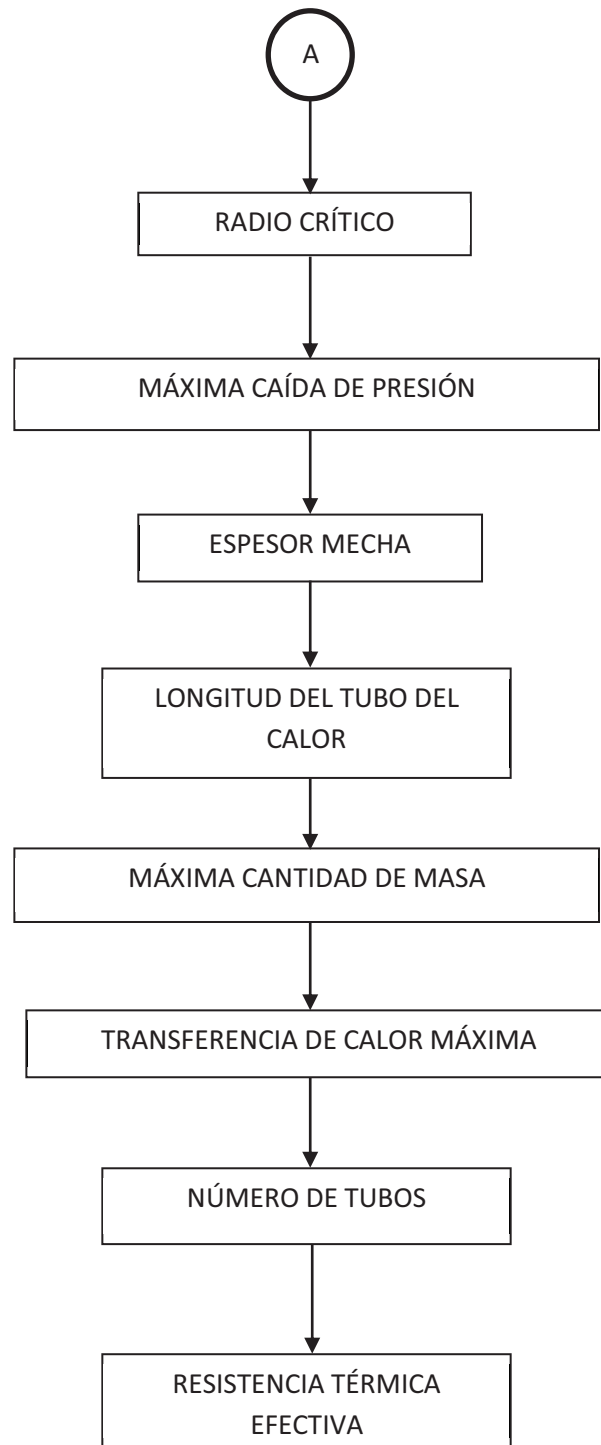 A
RADIO CRÍTICO
MÁXIMA CAÍDA DE PRESIÓN
ESPESOR MECHA
LONGITUD DEL TUBO DEL
CALOR
MÁXIMA CANTIDAD DE MASA
TRANSFERENCIA DE CALOR MÁXIMA
NÚMERO DE TUBOS
RESISTENCIA TÉRMICA
EFECTIVA